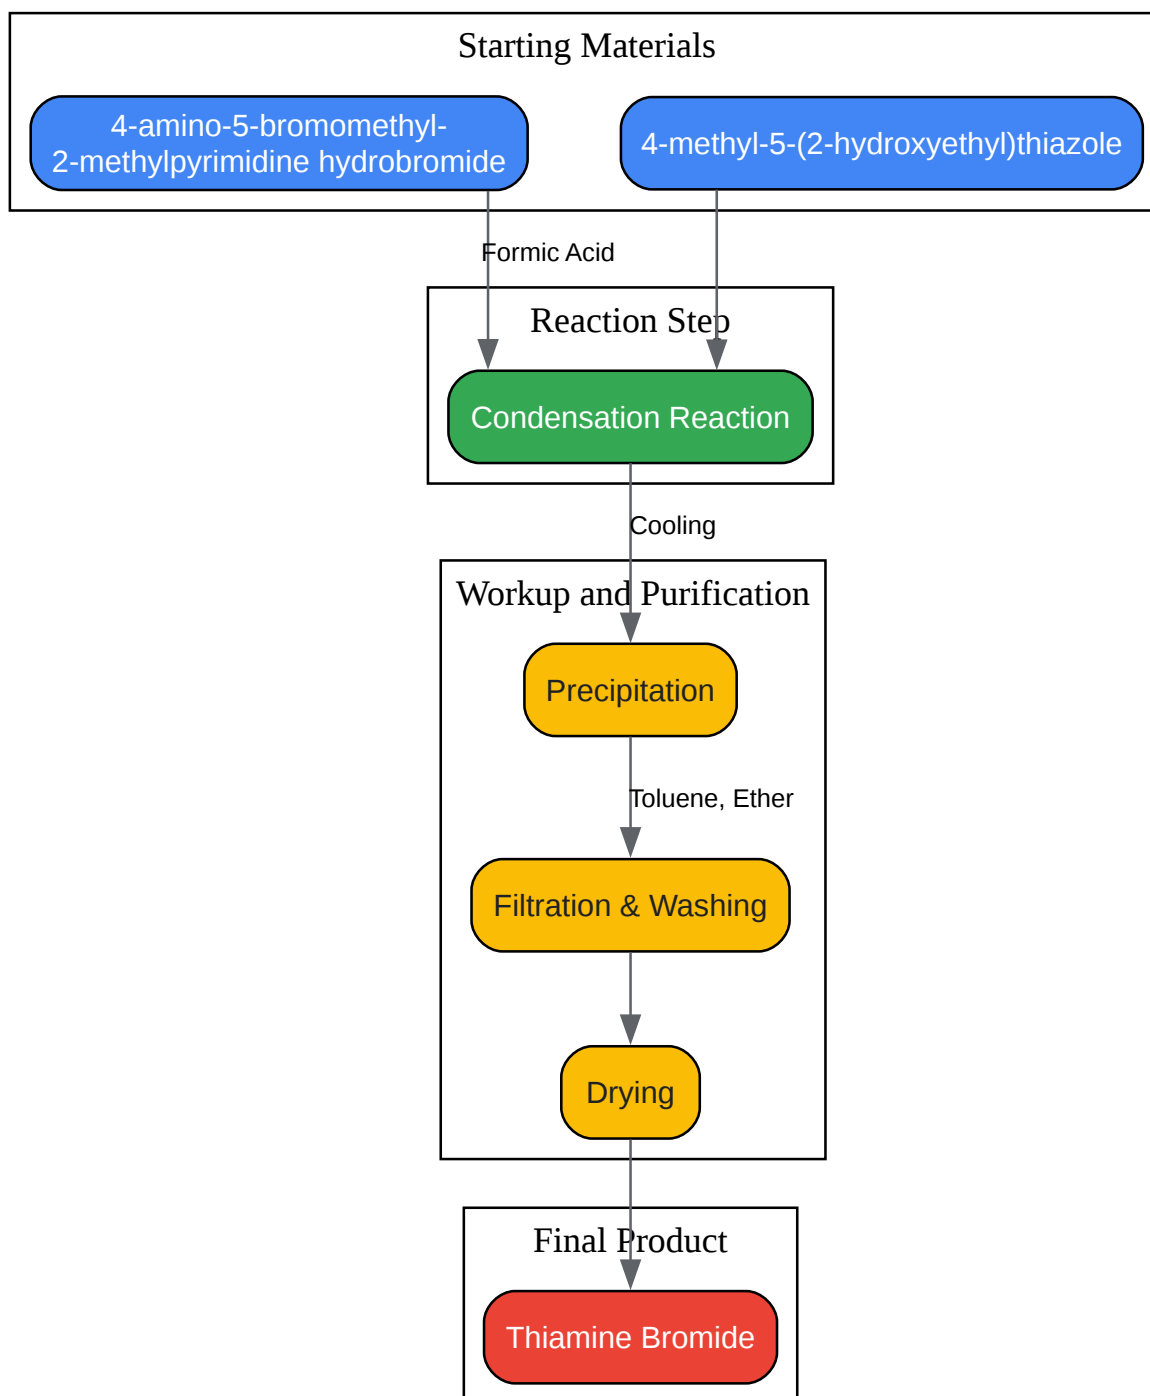 Starting Materials
4-amino-5-bromomethyl-
2-methylpyrimidine hydrobromide
4-methyl-5-(2-hydroxyethyl)thiazole
Formic Acid
Reaction Step
Condensation Reaction
Cooling
Workup and Purification
Precipitation
Toluene, Ether
Filtration & Washing
Drying
Final Product
Thiamine Bromide